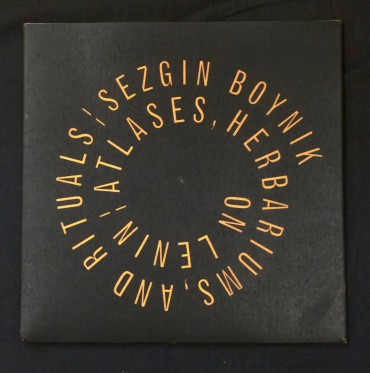 ON LENIN: ATLASES, HERBARIUMS, AND RITUALS / SEZGIN BOYNIK